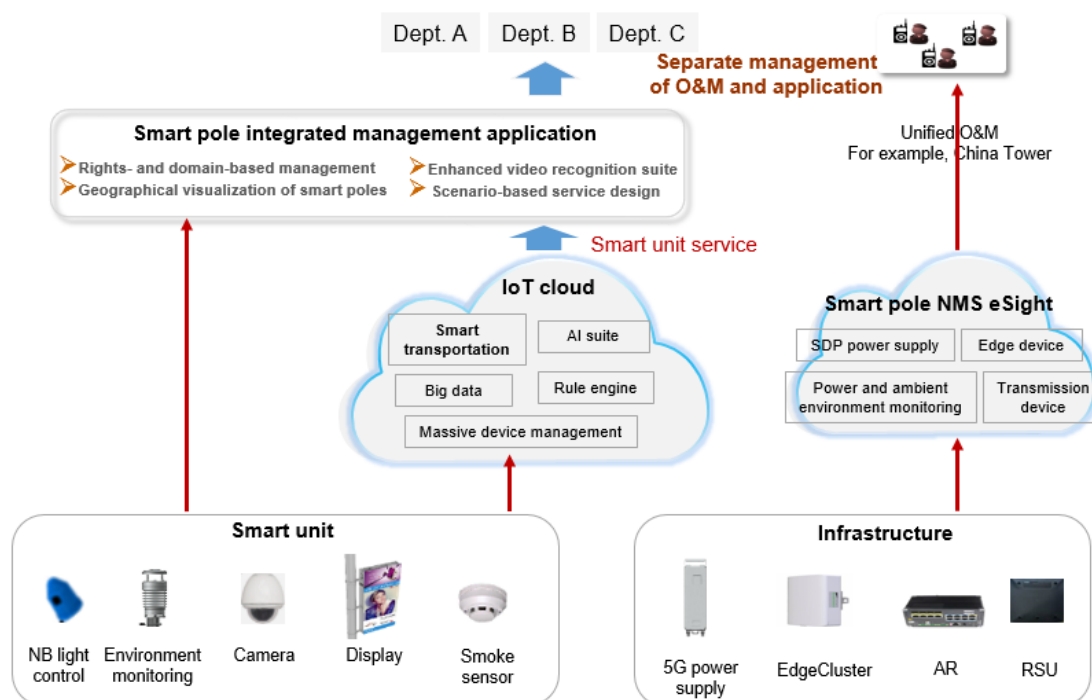 Dept. A
Dept. B
Dept. C
Separate management
of O&M and application
Smart pole integrated management application
Rights- and domain-based management
Enhanced video recognition suite
Geographical visualization of smart poles
Scenario-based service design
Unified O&M
For example, China Tower
Smart unit service
IoT cloud
Smart
transportation
AI suite
Big data
Rule engine
Massive device management
Smart pole NMS eSight
SDP power supply
Edge device
Power and ambient
environment monitoring
Transmission
device
Smart unit
NB light
control
Environment
monitoring
Camera
Display
Smoke
sensor
Infrastructure
5G power
supply
EdgeCluster
AR
RSU